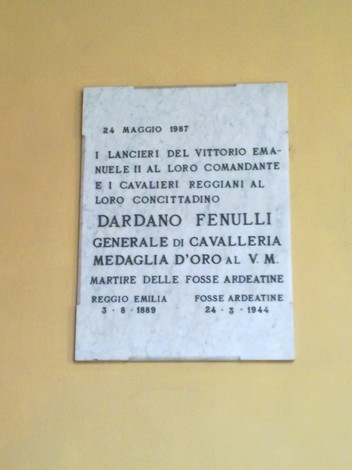 24 MAGGIO 1987
I LANCIERI DEL VITTORIO EMA-
NUELE II AL LORO COMANDANTE
E I CAVALIERI REGGIANI AL
LORO CONCITTADINO
DARDANO FENULLI
GENERALE DI CAVALLERIA
MEDAGLIA D'ORO AL V. M.
MARTIRE DELLE FOSSE ARDEATINE
REGGIO EMILIA FOSSE ARDEATINE
3 · 8 · 1889 24 · 3 · 1944